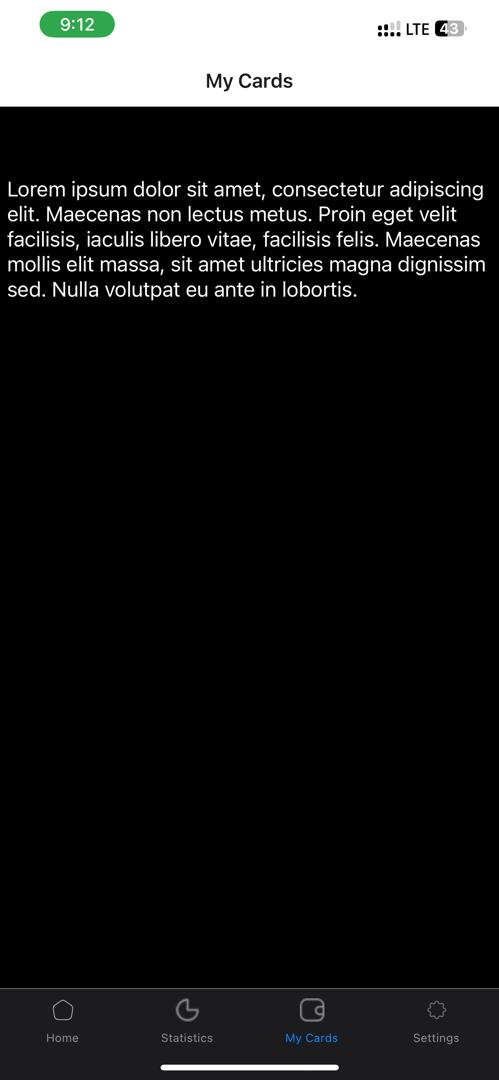 9:12
LTE 43
My Cards
Lorem ipsum dolor sit amet, consectetur adipiscing
elit. Maecenas non lectus metus. Proin eget velit
facilisis, iaculis libero vitae, facilisis felis. Maecenas
mollis elit massa, sit amet ultricies magna dignissim
sed. Nulla volutpat eu ante in lobortis.
Home Statistics My Cards Settings